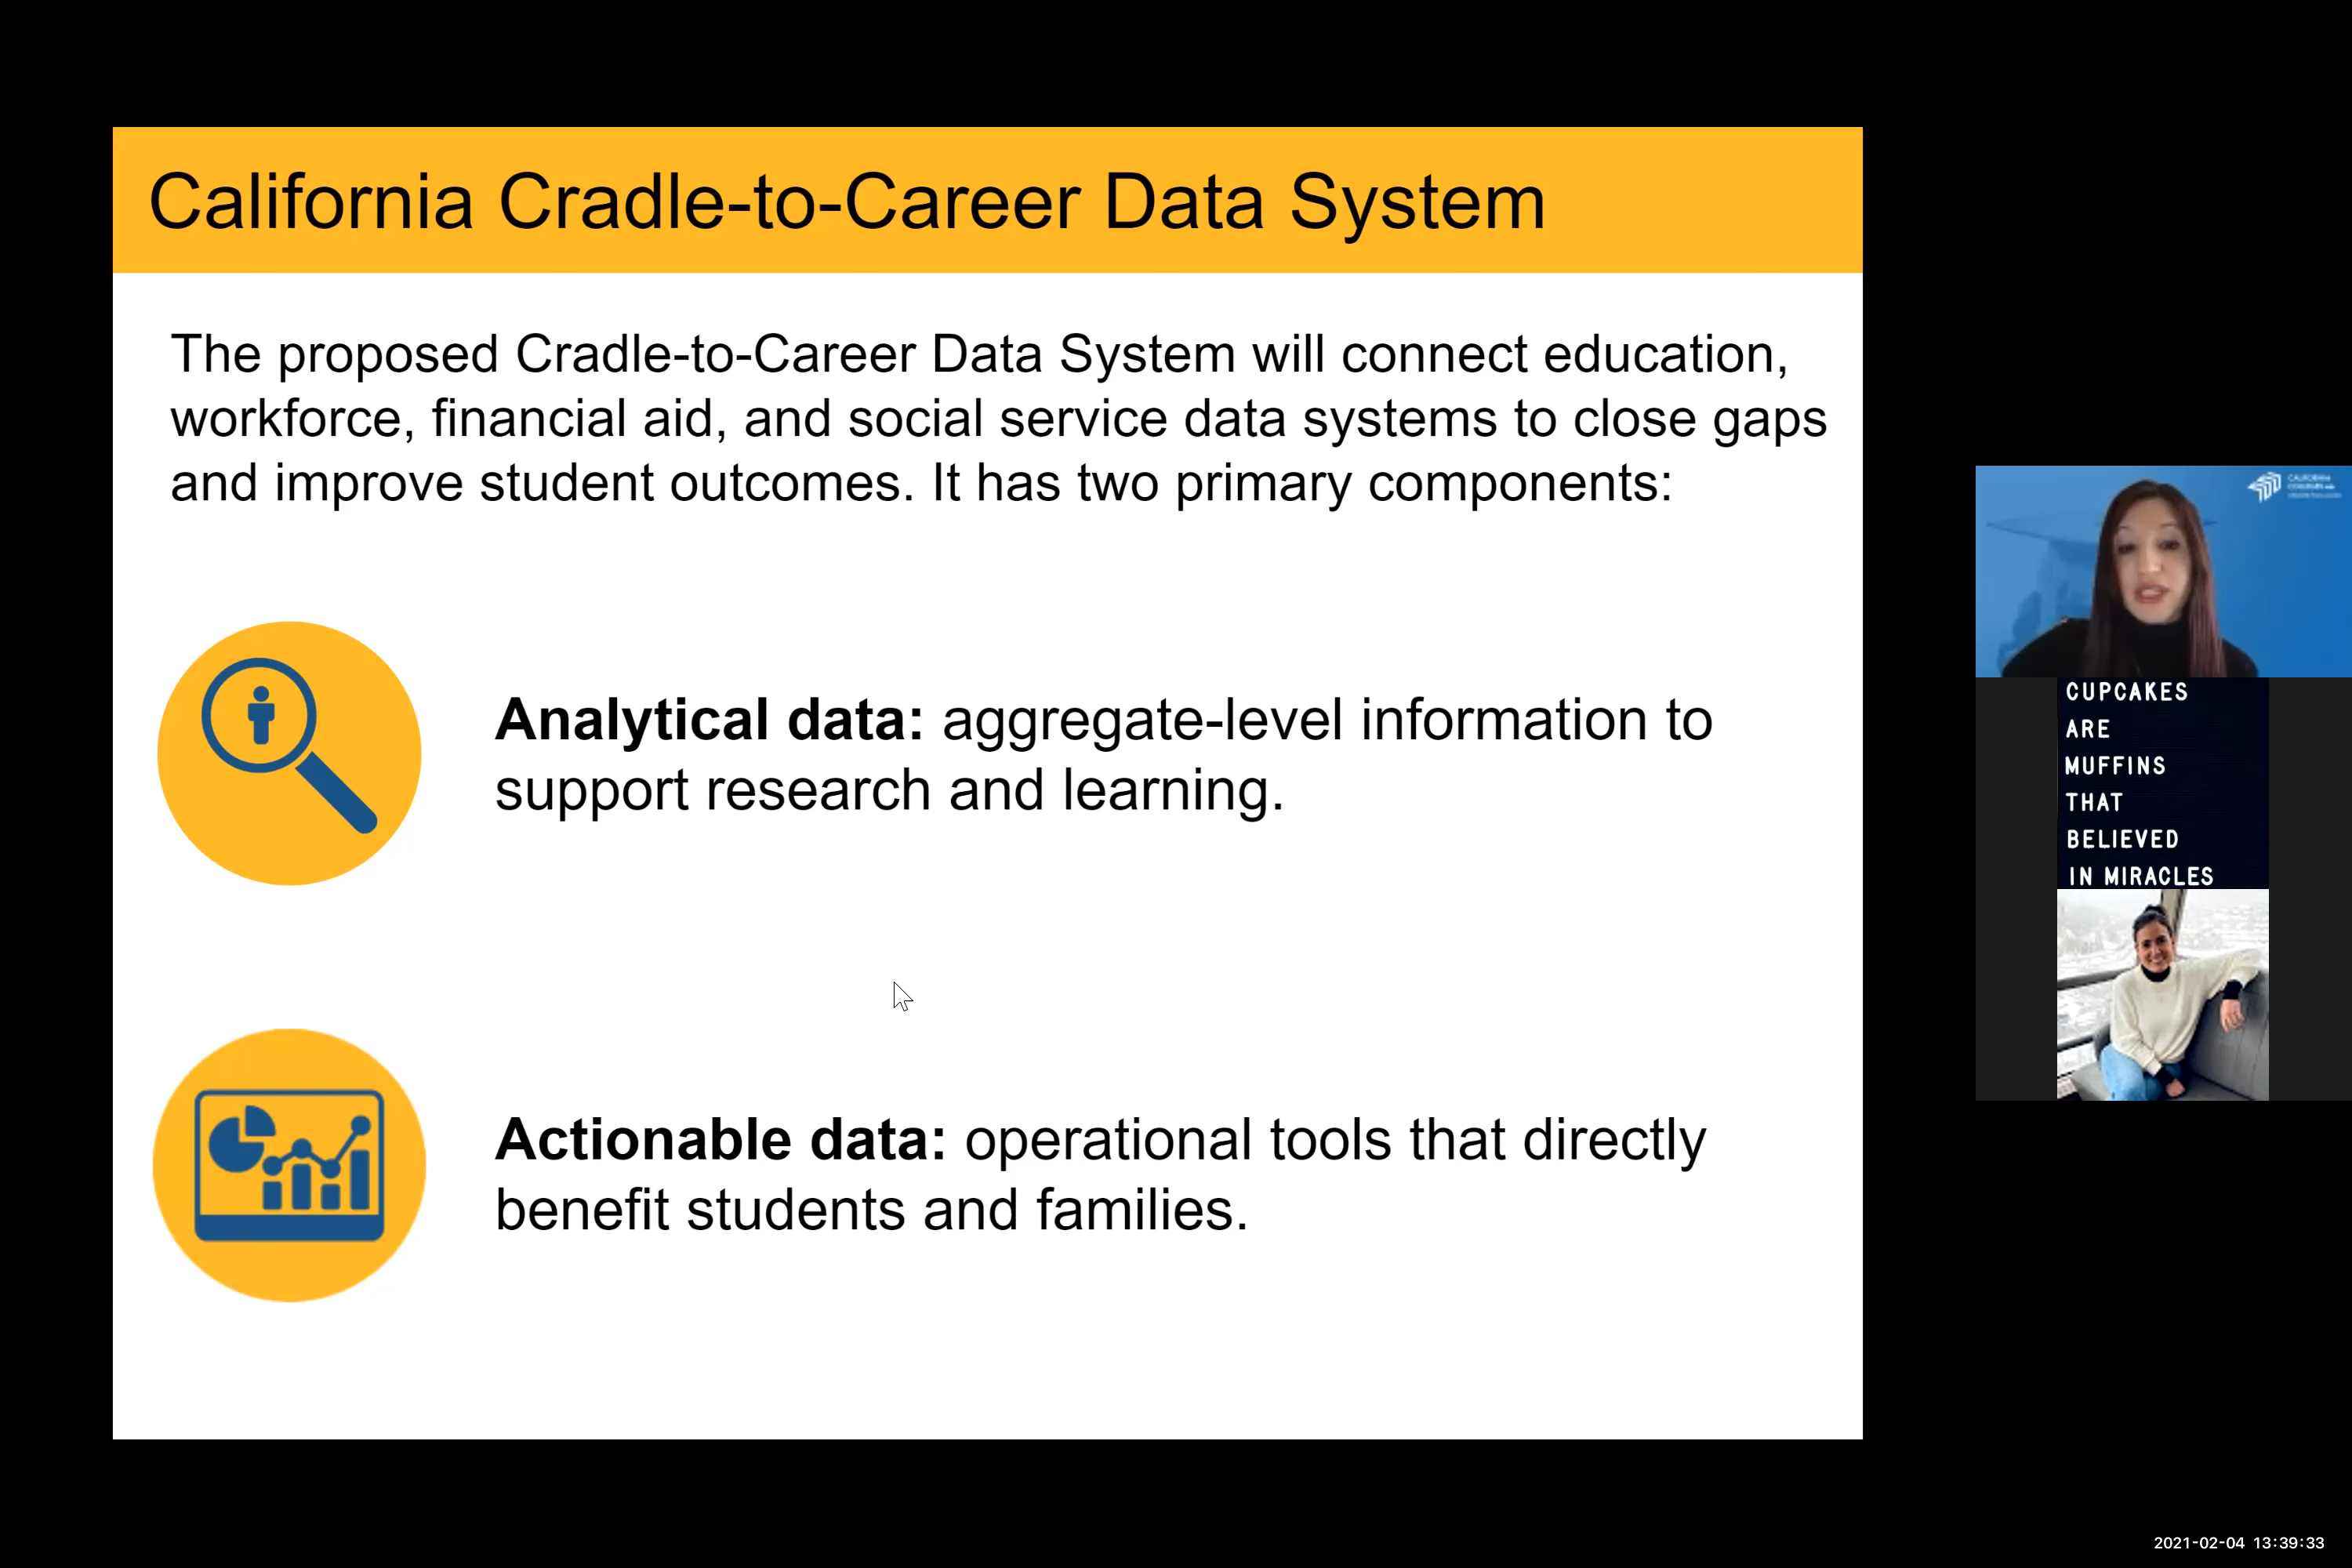 California Cradle-to-Career Data System
The proposed Cradle-to-Career Data System will connect education,
workforce, financial aid, and social service data systems to close gaps
and improve student outcomes. It has two primary components:
Analytical data: aggregate-level information to
support research and learning.
Actionable data: operational tools that directly
benefit students and families.
CALIFORNIA
COLLEGES
CUPCAKES
ARE
MUFFINS
THAT
BELIEVED
IN MIRACLES
2021-02-04 13:39:33